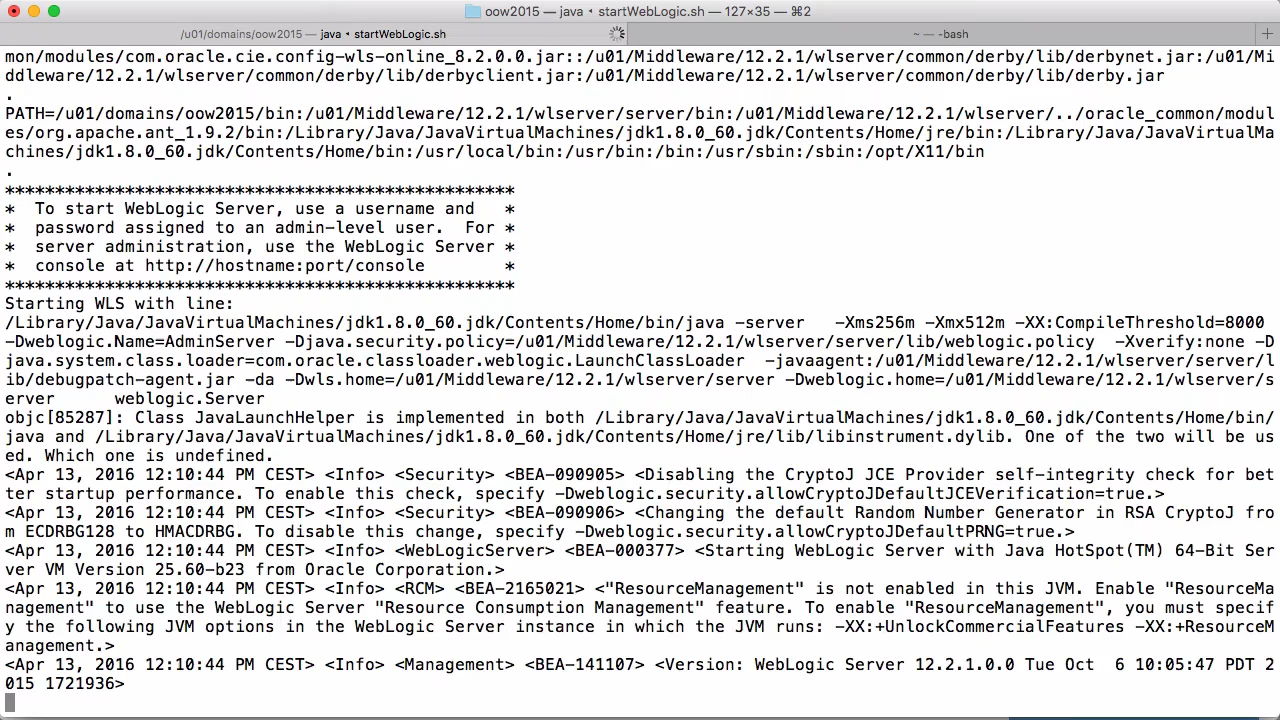 oow2015 — java ◂ startWebLogic.sh — 127×35 — ⌘2
/u01/domains/oow2015 — java ◂ startWebLogic.sh
~ — -bash
mon/modules/com.oracle.cie.config-wls-online_8.2.0.0.jar::/u01/Middleware/12.2.1/wlserver/common/derby/lib/derbynet.jar:/u01/Mi
ddleware/12.2.1/wlserver/common/derby/lib/derbyclient.jar:/u01/Middleware/12.2.1/wlserver/common/derby/lib/derby.jar
.
PATH=/u01/domains/oow2015/bin:/u01/Middleware/12.2.1/wlserver/server/bin:/u01/Middleware/12.2.1/wlserver/../oracle_common/modul
es/org.apache.ant_1.9.2/bin:/Library/Java/JavaVirtualMachines/jdk1.8.0_60.jdk/Contents/Home/jre/bin:/Library/Java/JavaVirtualMa
chines/jdk1.8.0_60.jdk/Contents/Home/bin:/usr/local/bin:/usr/bin:/bin:/usr/sbin:/sbin:/opt/X11/bin
.
***************************************************
*  To start WebLogic Server, use a username and   *
*  password assigned to an admin-level user.  For *
*  server administration, use the WebLogic Server *
*  console at http://hostname:port/console        *
***************************************************
Starting WLS with line:
/Library/Java/JavaVirtualMachines/jdk1.8.0_60.jdk/Contents/Home/bin/java -server   -Xms256m -Xmx512m -XX:CompileThreshold=8000
-Dweblogic.Name=AdminServer -Djava.security.policy=/u01/Middleware/12.2.1/wlserver/server/lib/weblogic.policy  -Xverify:none -D
java.system.class.loader=com.oracle.classloader.weblogic.LaunchClassLoader  -javaagent:/u01/Middleware/12.2.1/wlserver/server/l
ib/debugpatch-agent.jar -da -Dwls.home=/u01/Middleware/12.2.1/wlserver/server -Dweblogic.home=/u01/Middleware/12.2.1/wlserver/s
erver      weblogic.Server
objc[85287]: Class JavaLaunchHelper is implemented in both /Library/Java/JavaVirtualMachines/jdk1.8.0_60.jdk/Contents/Home/bin/
java and /Library/Java/JavaVirtualMachines/jdk1.8.0_60.jdk/Contents/Home/jre/lib/libinstrument.dylib. One of the two will be us
ed. Which one is undefined.
<Apr 13, 2016 12:10:44 PM CEST> <Info> <Security> <BEA-090905> <Disabling the CryptoJ JCE Provider self-integrity check for bet
ter startup performance. To enable this check, specify -Dweblogic.security.allowCryptoJDefaultJCEVerification=true.>
<Apr 13, 2016 12:10:44 PM CEST> <Info> <Security> <BEA-090906> <Changing the default Random Number Generator in RSA CryptoJ fro
m ECDRBG128 to HMACDRBG. To disable this change, specify -Dweblogic.security.allowCryptoJDefaultPRNG=true.>
<Apr 13, 2016 12:10:44 PM CEST> <Info> <WebLogicServer> <BEA-000377> <Starting WebLogic Server with Java HotSpot(TM) 64-Bit Ser
ver VM Version 25.60-b23 from Oracle Corporation.>
<Apr 13, 2016 12:10:44 PM CEST> <Info> <RCM> <BEA-2165021> <"ResourceManagement" is not enabled in this JVM. Enable "ResourceMa
nagement" to use the WebLogic Server "Resource Consumption Management" feature. To enable "ResourceManagement", you must specif
y the following JVM options in the WebLogic Server instance in which the JVM runs: -XX:+UnlockCommercialFeatures -XX:+ResourceM
anagement.>
<Apr 13, 2016 12:10:44 PM CEST> <Info> <Management> <BEA-141107> <Version: WebLogic Server 12.2.1.0.0 Tue Oct  6 10:05:47 PDT 2
015 1721936>